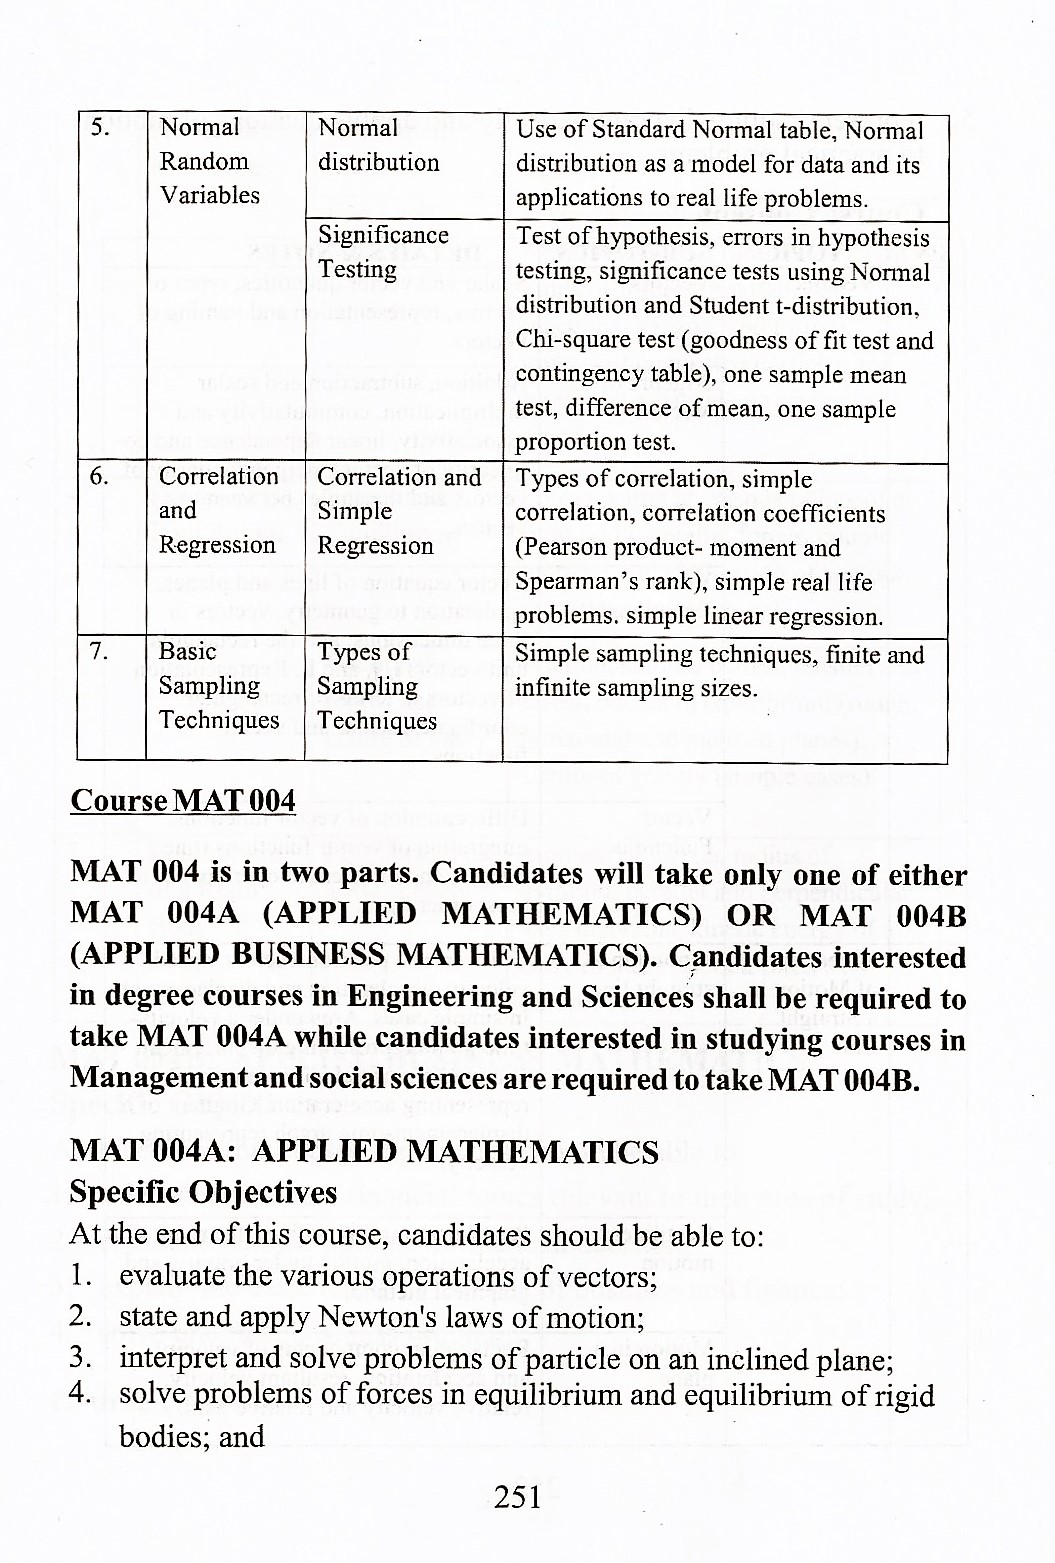 5.
Normal
Random
Variables
Normal
distribution
Use of Standard Normal table, Normal
distribution as a model for data and its
applications to real life problems.
Significance
Testing
Test of hypothesis, errors in hypothesis
testing, significance tests using Normal
distribution and Student t-distribution,
Chi-square test (goodness of fit test and
contingency table), one sample mean
test, difference of mean, one sample
proportion test.
6.
Correlation
and
Regression
Correlation and
Simple
Regression
Types of correlation, simple
correlation, correlation coefficients
(Pearson product- moment and
Spearman's rank), simple real life
problems. simple linear regression.
7.
Basic
Sampling
Techniques
Types of
Sampling
Techniques
Simple sampling techniques, finite and
infinite sampling sizes.
Course MAT 004
MAT 004 is in two parts. Candidates will take only one of either
MAT 004A (APPLIED MATHEMATICS) OR MAT 004B
(APPLIED BUSINESS MATHEMATICS). Candidates interested
in degree courses in Engineering and Sciences shall be required to
take MAT 004A while candidates interested in studying courses in
Management and social sciences are required to take MAT 004B.
MAT 004A: APPLIED MATHEMATICS
Specific Objectives
At the end of this course, candidates should be able to:
1. evaluate the various operations of vectors;
2. state and apply Newton's laws of motion;
3. interpret and solve problems of particle on an inclined plane;
4. solve problems of forces in equilibrium and equilibrium of rigid
bodies; and
251